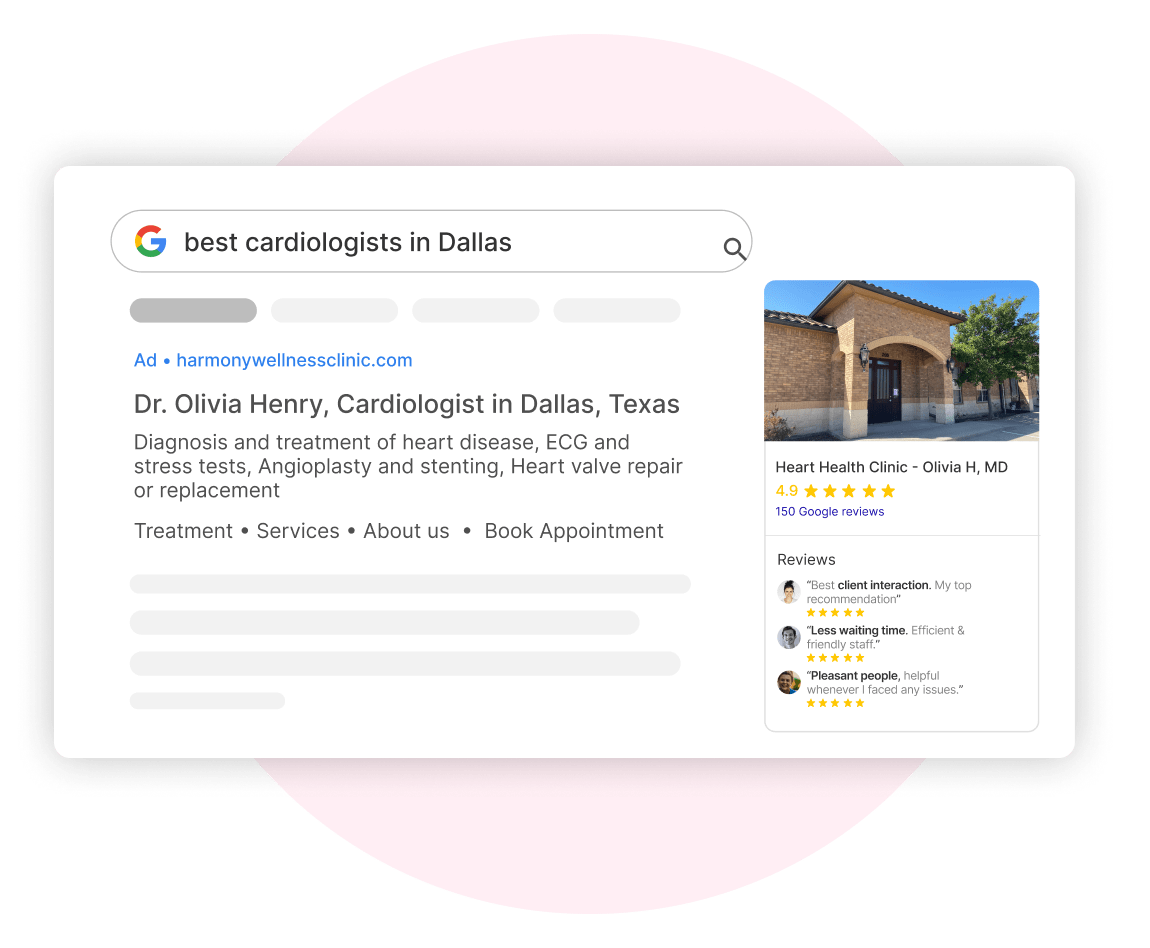 best cardiologists in Dallas
Ad • harmonywellnessclinic.com
Dr. Olivia Henry, Cardiologist in Dallas, Texas
Diagnosis and treatment of heart disease, ECG and
stress tests, Angioplasty and stenting, Heart valve repair
or replacement
Treatment • Services • About us • Book Appointment
Heart Health Clinic - Olivia H, MD
4.9
150 Google reviews
Reviews
“Best client interaction. My top
recommendation”
“Less waiting time. Efficient &
friendly staff.”
“Pleasant people, helpful
whenever I faced any issues.”